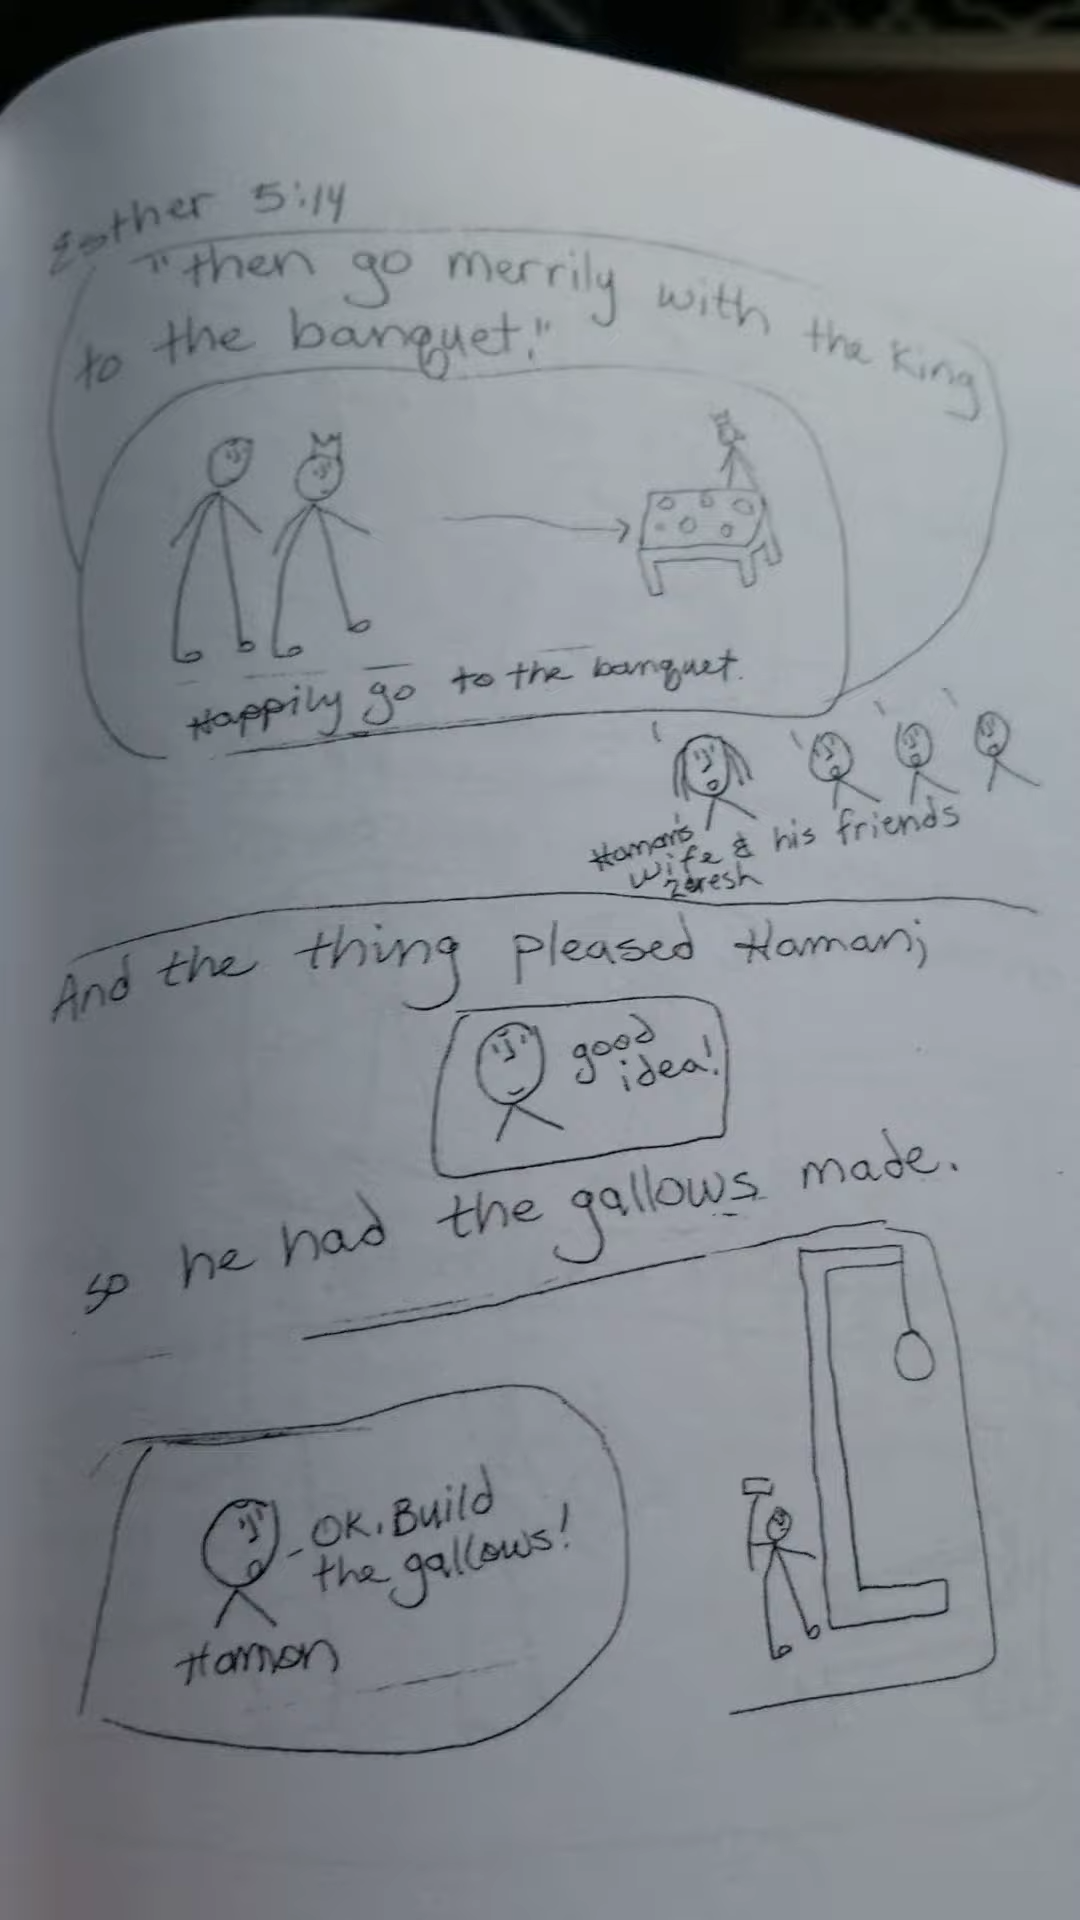 Esther 5:14
"then go merrily with the King
to the banquet."
Happily go to the banquet.
Haman's
wife & his friends
Zeresh
And the thing pleased Haman;
good
idea!
so he had the gallows made.
OK. Build
the gallows!
Haman